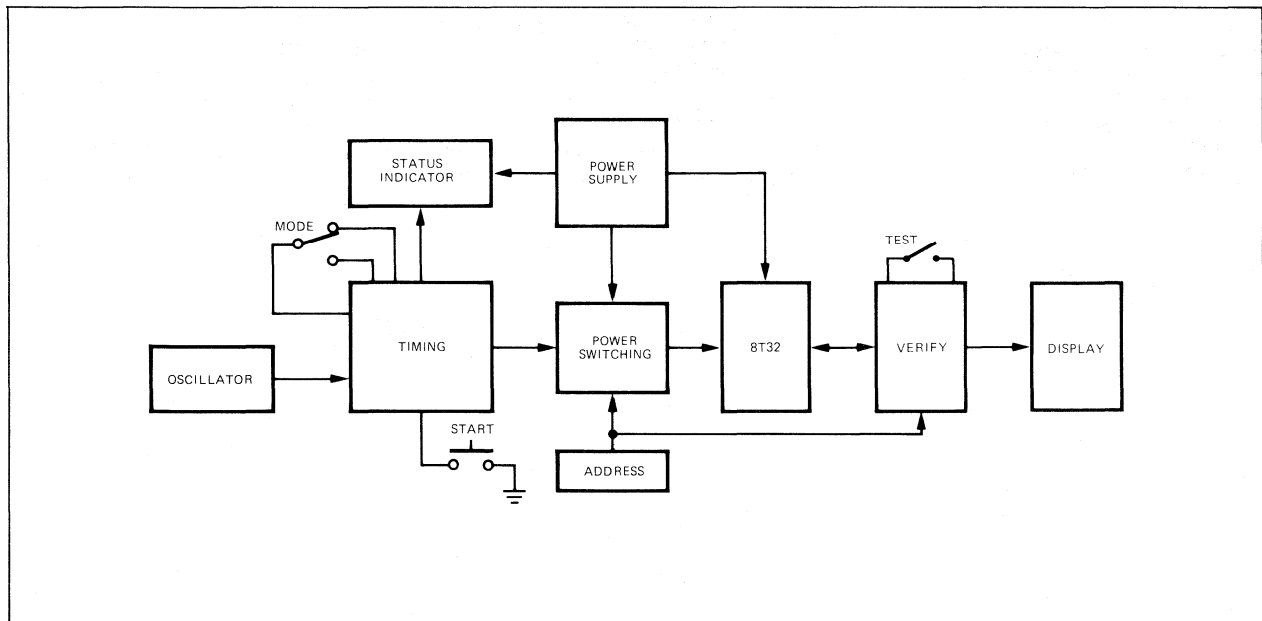 STATUS
INDICATOR
POWER
SUPPLY
MODE
TEST
OSCILLATOR
TIMING
POWER
SWITCHING
8T32
VERIFY
DISPLAY
START
ADDRESS